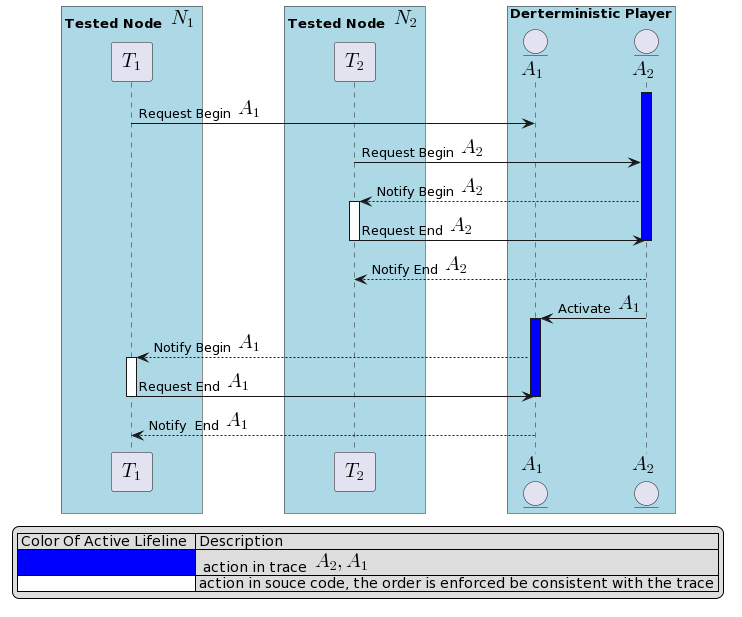 Tested Node N₁ Tested Node N₂ Derterministic Player
T₁ T₂ A₁ A₂
Request Begin A₁
Request Begin A₂
Notify Begin A₂
Request End A₂
Notify End A₂
Activate A₁
Notify Begin A₁
Request End A₁
Notify End A₁
T₁ T₂ A₁ A₂
Color Of Active Lifeline Description
action in trace A₂, A₁
action in souce code, the order is enforced be consistent with the trace